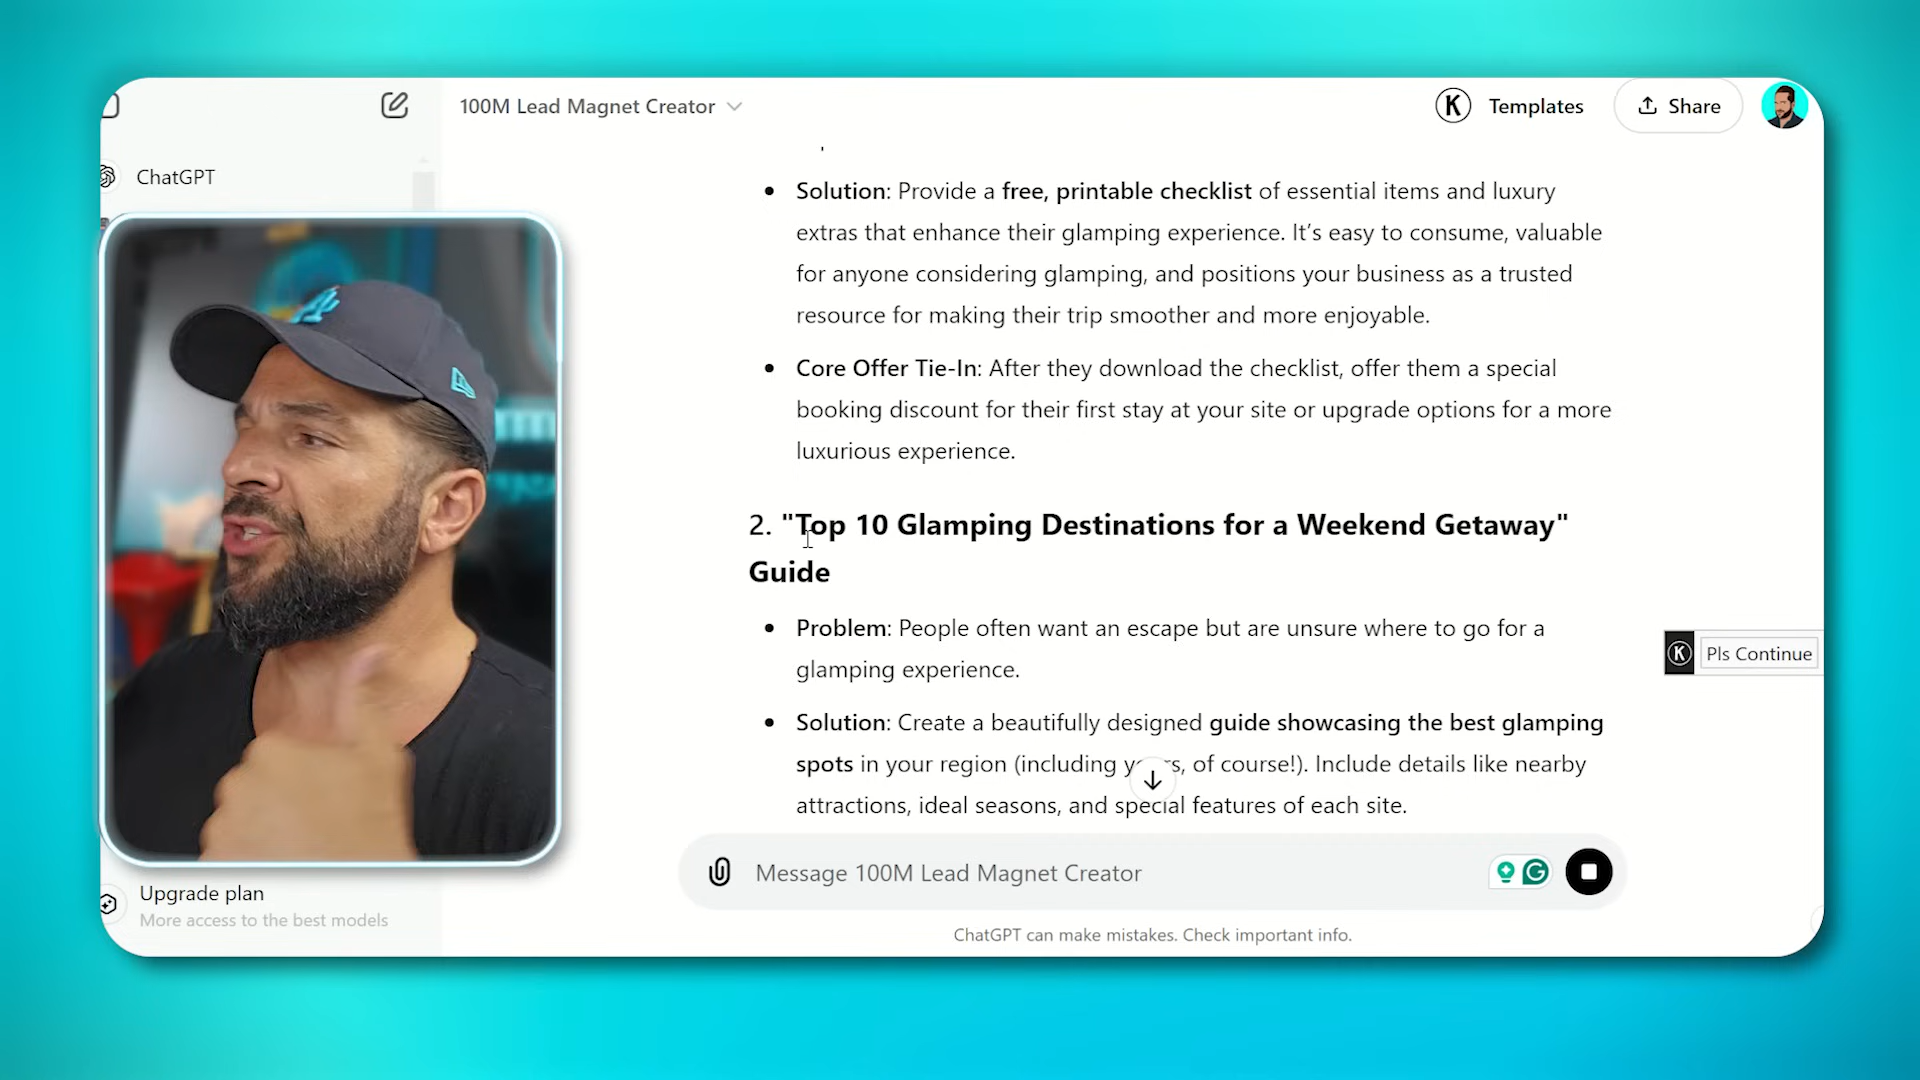 100M Lead Magnet Creator
K Templates
Share
ChatGPT
Solution: Provide a free, printable checklist of essential items and luxury
extras that enhance their glamping experience. It’s easy to consume, valuable
for anyone considering glamping, and positions your business as a trusted
resource for making their trip smoother and more enjoyable.
Core Offer Tie-In: After they download the checklist, offer them a special
booking discount for their first stay at your site or upgrade options for a more
luxurious experience.
2. "Top 10 Glamping Destinations for a Weekend Getaway"
Guide
Problem: People often want an escape but are unsure where to go for a
glamping experience.
K Pls Continue
Solution: Create a beautifully designed guide showcasing the best glamping
spots in your region (including yours, of course!). Include details like nearby
attractions, ideal seasons, and special features of each site.
Message 100M Lead Magnet Creator
Upgrade plan
More access to the best models
ChatGPT can make mistakes. Check important info.